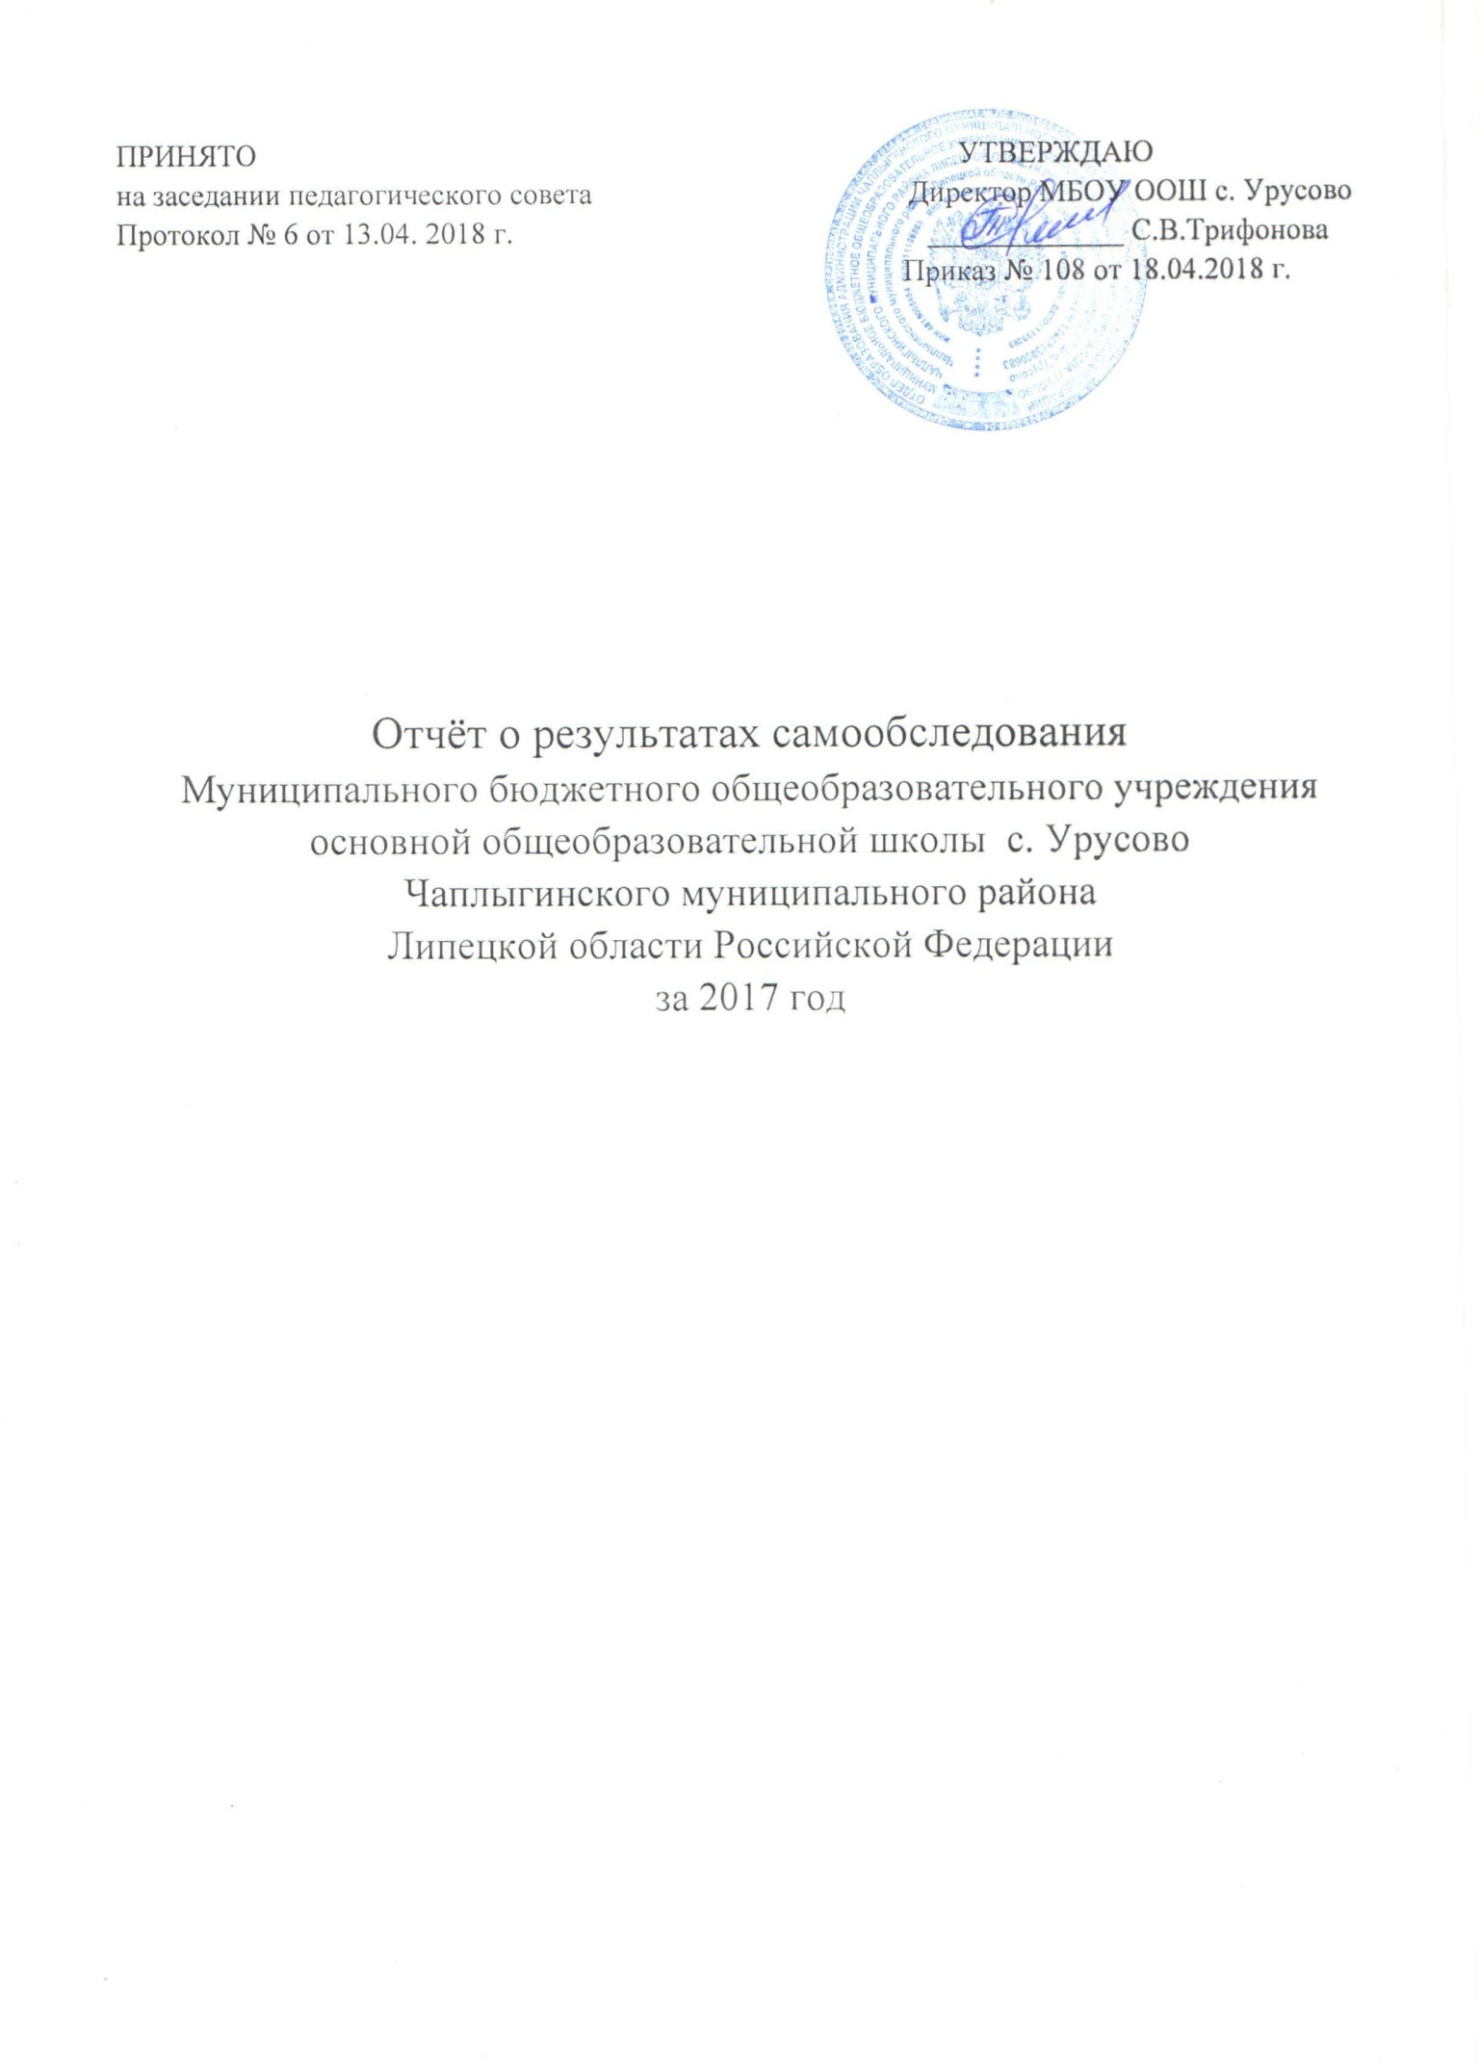 ПРИНЯТО
на заседании педагогического совета
Протокол № 6 от 13.04. 2018 г.
УТВЕРЖДАЮ
Директор МБОУ ООШ с. Урусово
С.В.Трифонова
Приказ № 108 от 18.04.2018 г.
Отчёт о результатах самообследования
Муниципального бюджетного общеобразовательного учреждения
основной общеобразовательной школы с. Урусово
Чаплыгинского муниципального района
Липецкой области Российской Федерации
за 2017 год